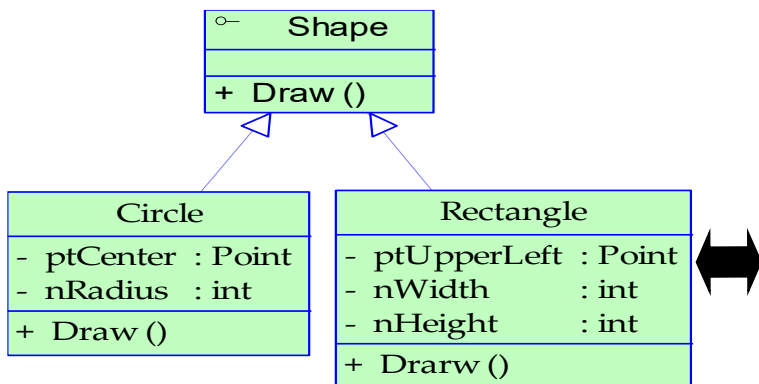 Shape
+ Draw ()
Circle
- ptCenter : Point
- nRadius : int
+ Draw ()
Rectangle
- ptUpperLeft : Point
- nWidth : int
- nHeight : int
+ Drarw ()